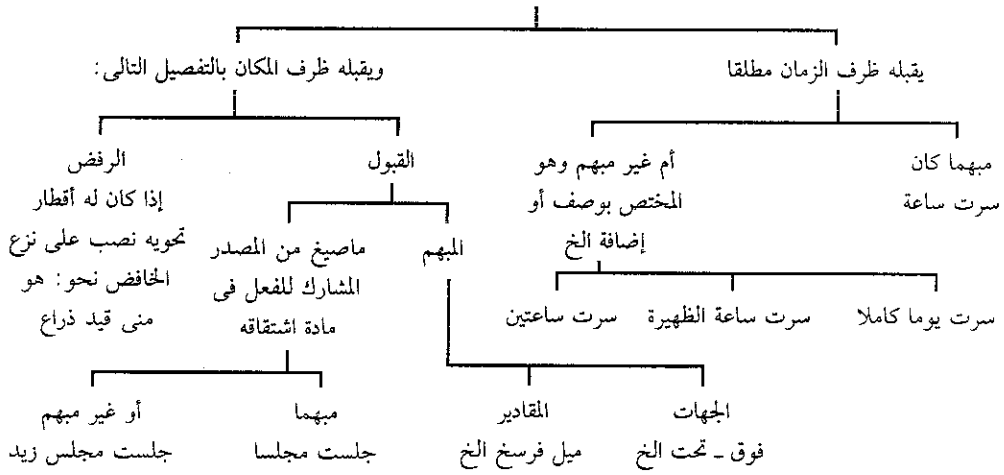 يقبله ظرف الزمان مطلقا
ويقبله ظرف المكان بالتفصيل التالى :
مبهما كان
سرت ساعة
أم غير مبهم وهو
المختص بوصف أو
إضافة الخ
سرت يوما كاملا
سرت ساعة الظهيرة
سرت ساعتين
القبول
المبهم
الجهات
فوق ـ تحت الخ
المقادير
ميل فرسخ الخ
ماصيغ من المصدر
المشارك للفعل فى
مادة اشتقاقه
مبهما
جلست مجلسا
أو غير مبهم
جلست مجلس زيد
الرفض
إذا كان له أقطار
تحويه نصب على نزع
الخافض نحو : هو
منى قيد ذراع